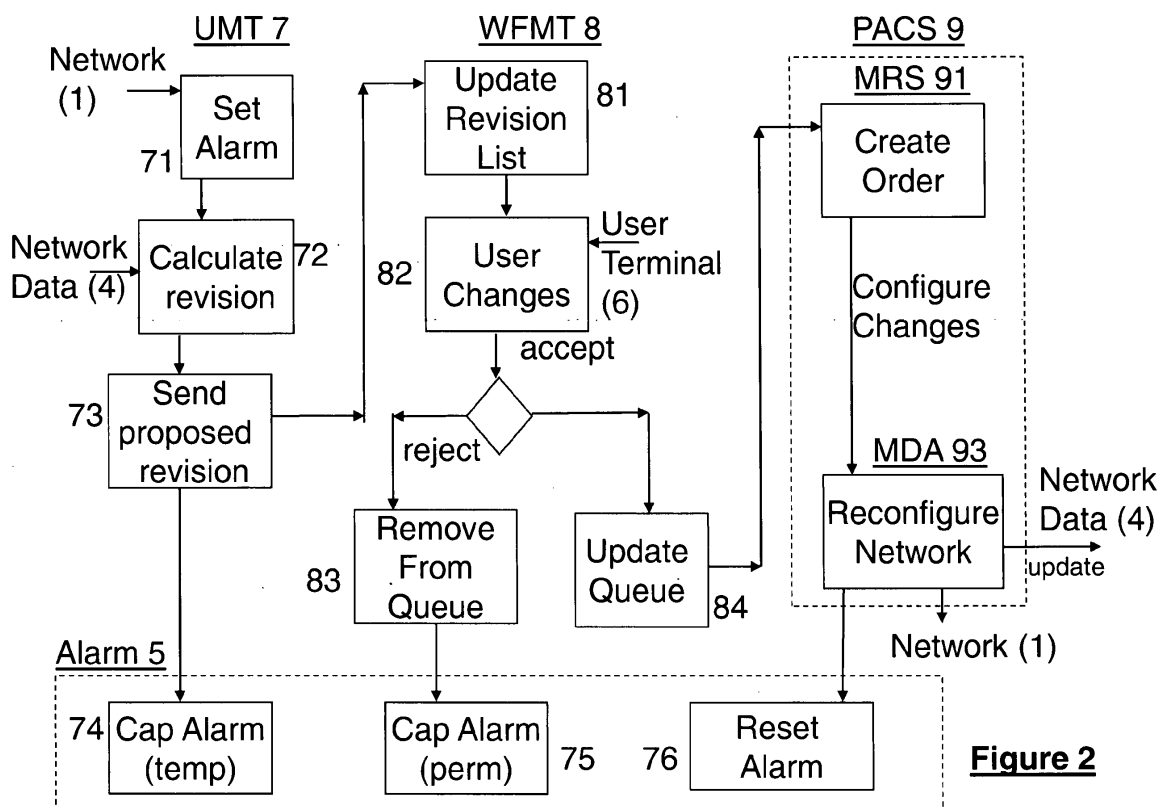 UMT 7
WFMT 8
PACS 9
Network
(1)
Set
Alarm
71
Network
Data (4)
Calculate
revision
72
Send
proposed
revision
73
Update
Revision
List
81
User
Changes
82
User
Terminal
(6)
accept
reject
Remove
From
Queue
83
Update
Queue
84
MRS 91
Create
Order
Configure
Changes
MDA 93
Reconfigure
Network
Network
Data (4)
update
Network (1)
Alarm 5
74
Cap Alarm
(temp)
Cap Alarm
(perm)
75
76
Reset
Alarm
Figure 2